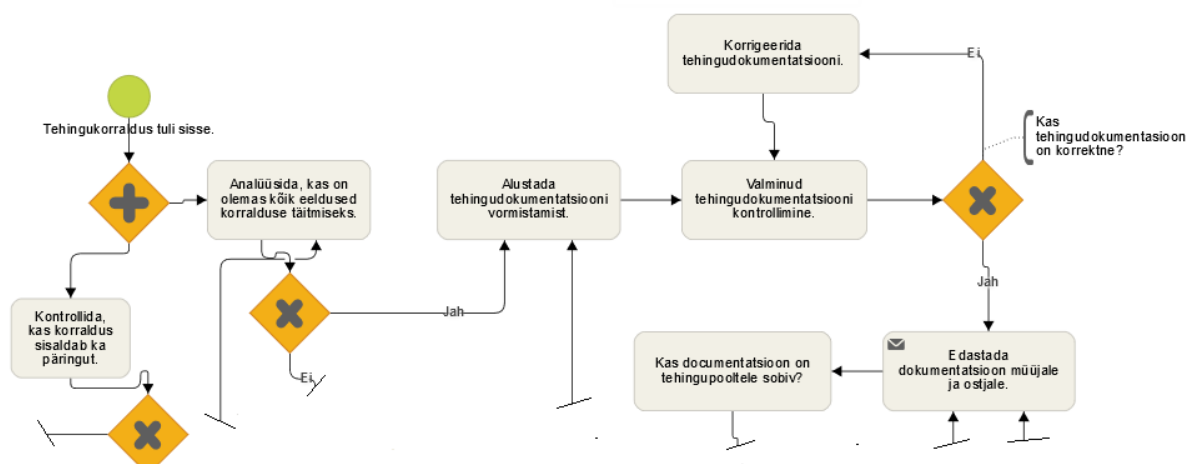 Korrigeerida
tehingudokumentatsiooni.
Ei
Tehingukorraldus tuli sisse.
Kas
tehingudokumentasioon
on korrektne?
Analüüsida, kas on
olemas kõik eeldused
korralduse täitmiseks.
Alustada
tehingudokumentatsiooni
vormistamist.
Valminud
tehingudokumentatsiooni
kontrollimine.
Jah
Jah
Kontrollida,
kas korraldus
sisaldab ka
päringut.
Ei
Kas documentatsioon on
tehingupooltele sobiv?
Edastada
dokumentatsioon müüjale
ja ostjale.